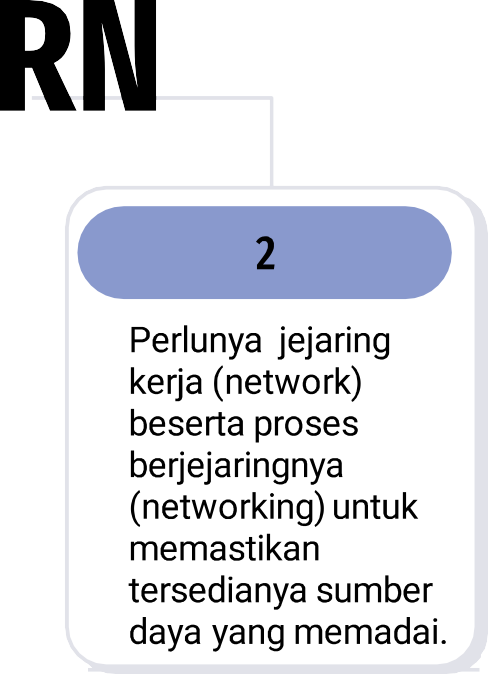 RN
2
Perlunya jejaring
kerja (network)
beserta proses
berjejaringnya
(networking) untuk
memastikan
tersedianya sumber
daya yang memadai.